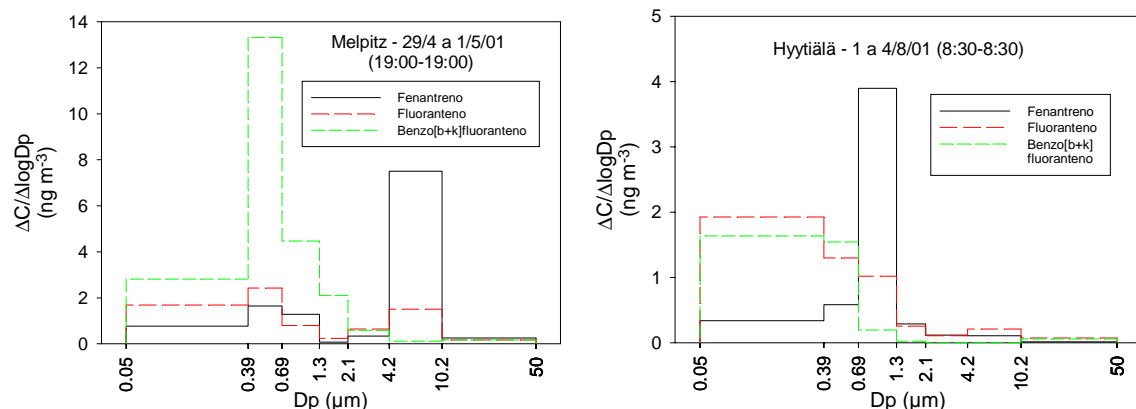 Melpitz - 29/4 a 1/5/01
(19:00-19:00)
Fenantreno
Fluoranteno
Benzo[b+k]fluoranteno
ΔC/ΔlogDp
(ng m⁻³)
14
12
10
8
6
4
2
0
0.05
0.39
0.69
1.3
2.1
4.2
10.2
50
Dp (µm)
Hyytiälä - 1 a 4/8/01 (8:30-8:30)
Fenantreno
Fluoranteno
Benzo[b+k]
fluoranteno
ΔC/ΔlogDp
(ng m⁻³)
5
4
3
2
1
0
0.05
0.39
0.69
1.3
2.1
4.2
10.2
50
Dp (µm)